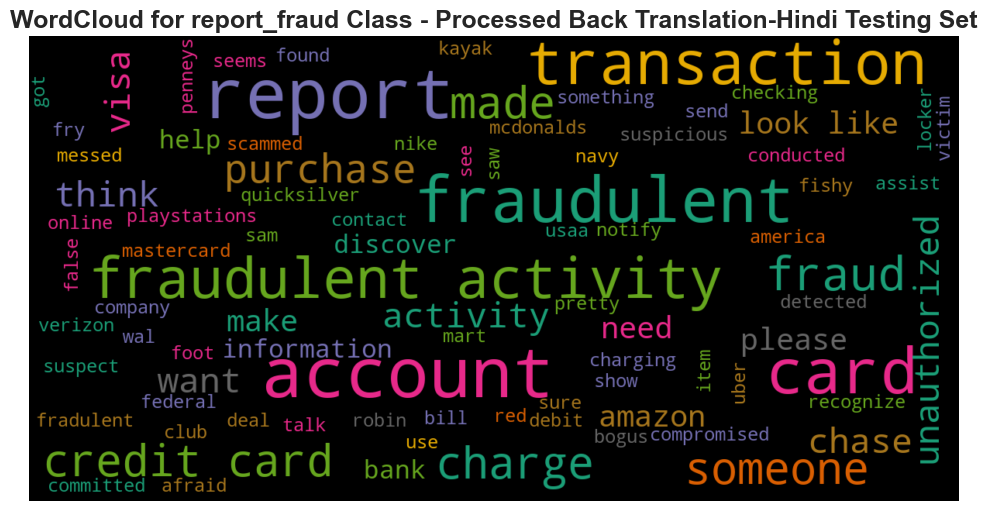 WordCloud for report_fraud Class - Processed Back Translation-Hindi Testing Set
got
visa
penneys
seems
found
kayak
transaction
report
made
something
checking
fry
help
scammed
nike
mcdonalds
send
suspicious
look like
locker
victim
messed
purchase
see
saw
navy
conducted
think
quicksilver
fraudulent
fishy
assist
online
playstations
contact
usaa
notify
false
mastercard
sam
discover
america
fraudulent activity
fraud
unauthorized
company
pretty
detected
verizon
wal
make
activity
mart
need
please
suspect
foot
information
charging
show
item
uber
want
account
card
federal
recognize
fradulent
club
deal
talk
robin
bill
red
sure
debit
amazon
bogus
compromised
chase
use
credit card
bank
charge
someone
committed
afraid